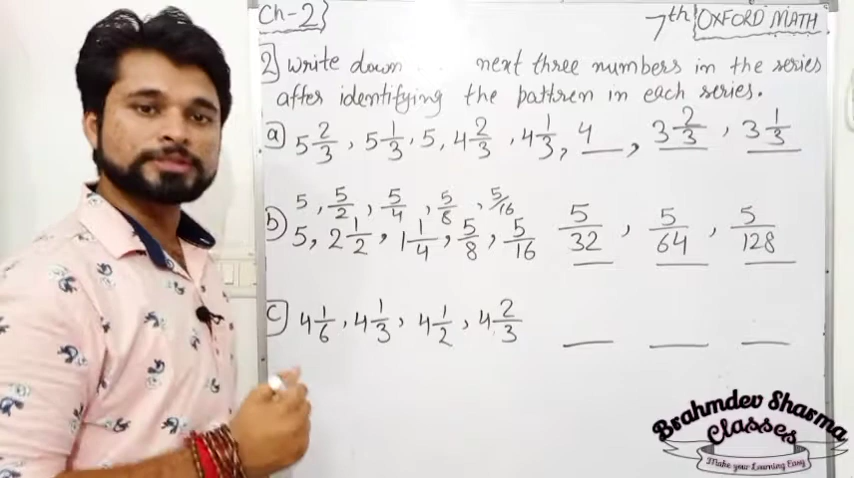 Ch-2
7th OXFORD MATH
2) Write down . . . next three numbers in the series
after identifying the pattren in each series.
a) 5 2/3, 5 1/3, 5, 4 2/3, 4 1/3, 4, 3 2/3, 3 1/3
5, 5/2, 5/4, 5/8, 5/16
b) 5, 2 1/2, 1 1/4, 5/8, 5/16 5/32, 5/64, 5/128
c) 4 1/6, 4 1/3, 4 1/2, 4 2/3 __ __ __
Brahmdev Sharma
Classes
Make your Learning Easy